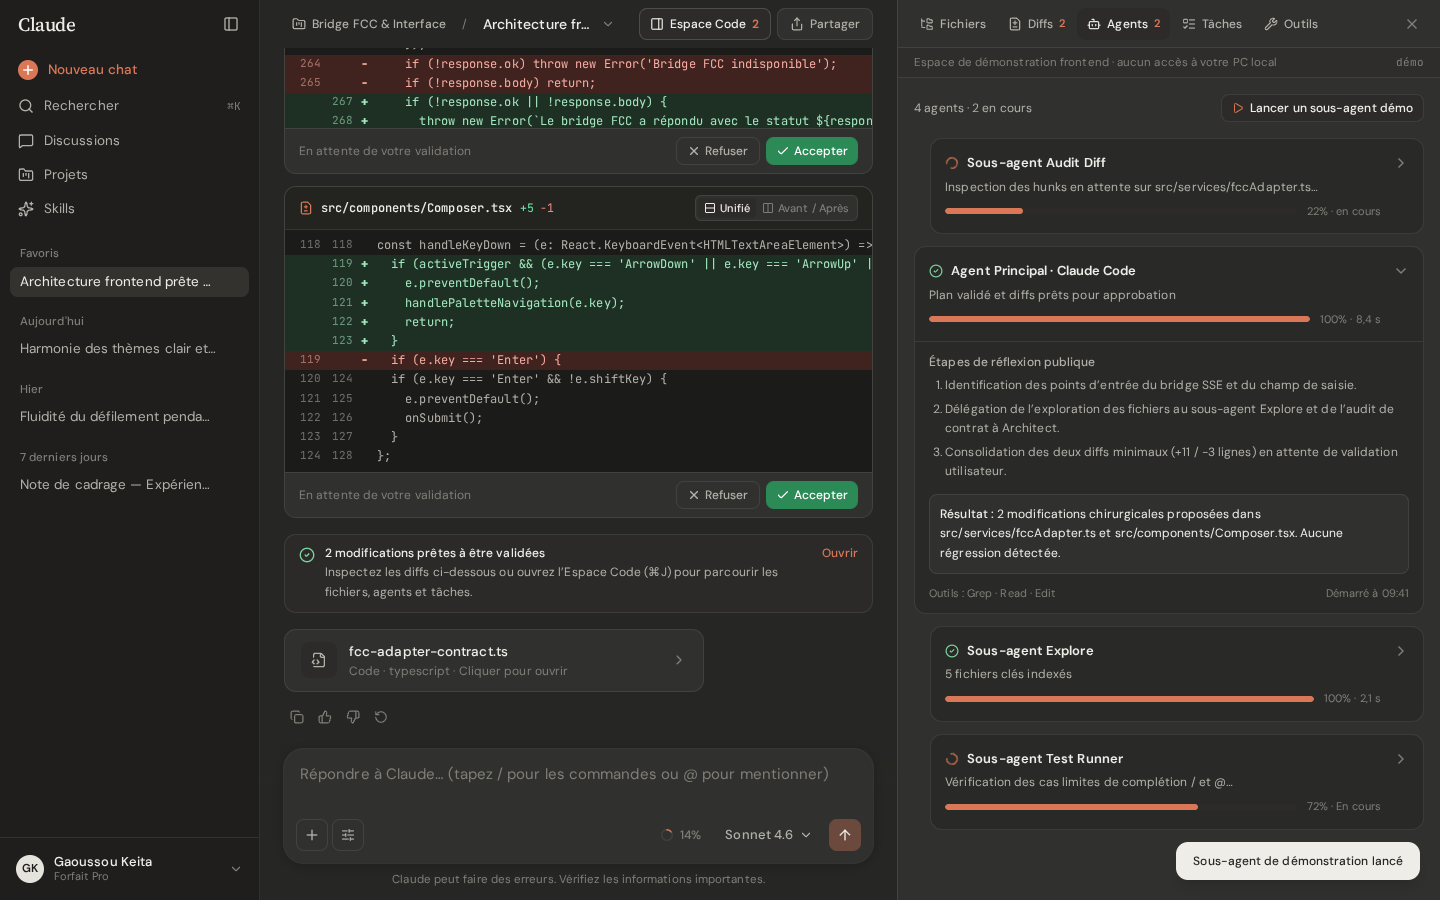 Claude
Nouveau chat
Rechercher
⌘K
Discussions
Projets
Skills
Favoris
Architecture frontend prête ...
Aujourd'hui
Harmonie des thèmes clair et...
Hier
Fluidité du défilement penda...
7 derniers jours
Note de cadrage — Expérien...
GK
Gaoussou Keita
Forfait Pro
Bridge FCC & Interface / Architecture fr...
Espace Code 2
Partager
264 - if (!response.ok) throw new Error('Bridge FCC indisponible');
265 - if (!response.body) return;
267 + if (!response.ok || !response.body) {
268 + throw new Error(`Le bridge FCC a répondu avec le statut ${respon
En attente de votre validation
Refuser
Accepter
src/components/Composer.tsx +5 -1
Unifié
Avant / Après
118 118 const handleKeyDown = (e: React.KeyboardEvent<HTMLTextAreaElement>) =>
119 + if (activeTrigger && (e.key === 'ArrowDown' || e.key === 'ArrowUp' |
120 + e.preventDefault();
121 + handlePaletteNavigation(e.key);
122 + return;
123 + }
119 - if (e.key === 'Enter') {
120 124 if (e.key === 'Enter' && !e.shiftKey) {
121 125 e.preventDefault();
122 126 onSubmit();
123 127 }
124 128 };
En attente de votre validation
Refuser
Accepter
2 modifications prêtes à être validées
Ouvrir
Inspectez les diffs ci-dessous ou ouvrez l'Espace Code (⌘J) pour parcourir les
fichiers, agents et tâches.
fcc-adapter-contract.ts
Code · typescript · Cliquer pour ouvrir
Répondre à Claude... (tapez / pour les commandes ou @ pour mentionner)
14%
Sonnet 4.6
Claude peut faire des erreurs. Vérifiez les informations importantes.
Fichiers
Diffs 2
Agents 2
Tâches
Outils
Espace de démonstration frontend · aucun accès à votre PC local
démo
4 agents · 2 en cours
Lancer un sous-agent démo
Sous-agent Audit Diff
Inspection des hunks en attente sur src/services/fccAdapter.ts...
22% · en cours
Agent Principal · Claude Code
Plan validé et diffs prêts pour approbation
100% · 8,4 s
Étapes de réflexion publique
1. Identification des points d'entrée du bridge SSE et du champ de saisie.
2. Délégation de l'exploration des fichiers au sous-agent Explore et de l'audit de
contrat à Architect.
3. Consolidation des deux diffs minimaux (+11 / -3 lignes) en attente de validation
utilisateur.
Résultat : 2 modifications chirurgicales proposées dans
src/services/fccAdapter.ts et src/components/Composer.tsx. Aucune
régression détectée.
Outils : Grep · Read · Edit
Démarré à 09:41
Sous-agent Explore
5 fichiers clés indexés
100% · 2,1 s
Sous-agent Test Runner
Vérification des cas limites de complétion / et @...
72% · En cours
Sous-agent de démonstration lancé